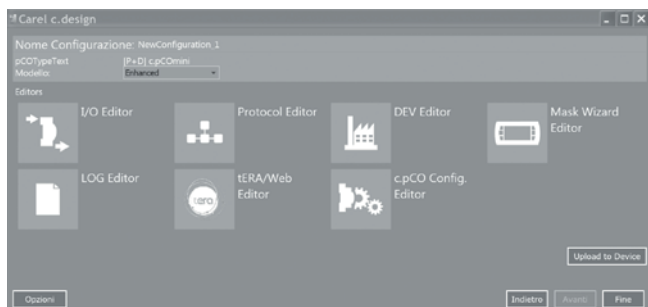 Carel c.design
Nome Configurazione: NewConfiguration_1
pCOTypeText |P+D| c.pCOmini
Modello: Enhanced
Editors
I/O Editor
Protocol Editor
DEV Editor
Mask Wizard
Editor
LOG Editor
tERA/Web
Editor
c.pCO Config.
Editor
tera
Upload to Device
Opzioni
Indietro
Avanti
Fine